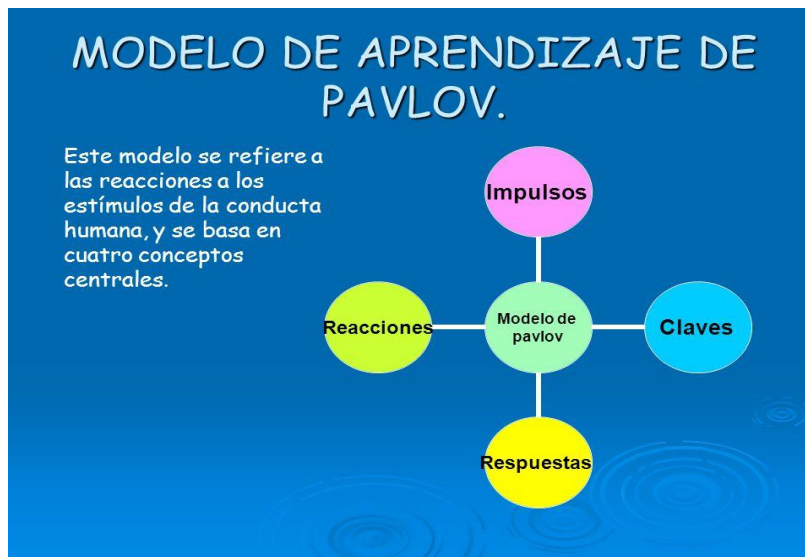 MODELO DE APRENDIZAJE DE
PAVLOV.
Este modelo se refiere a
las reacciones a los
estímulos de la conducta
humana, y se basa en
cuatro conceptos
centrales.
Impulsos
Reacciones
Modelo de
pavlov
Claves
Respuestas